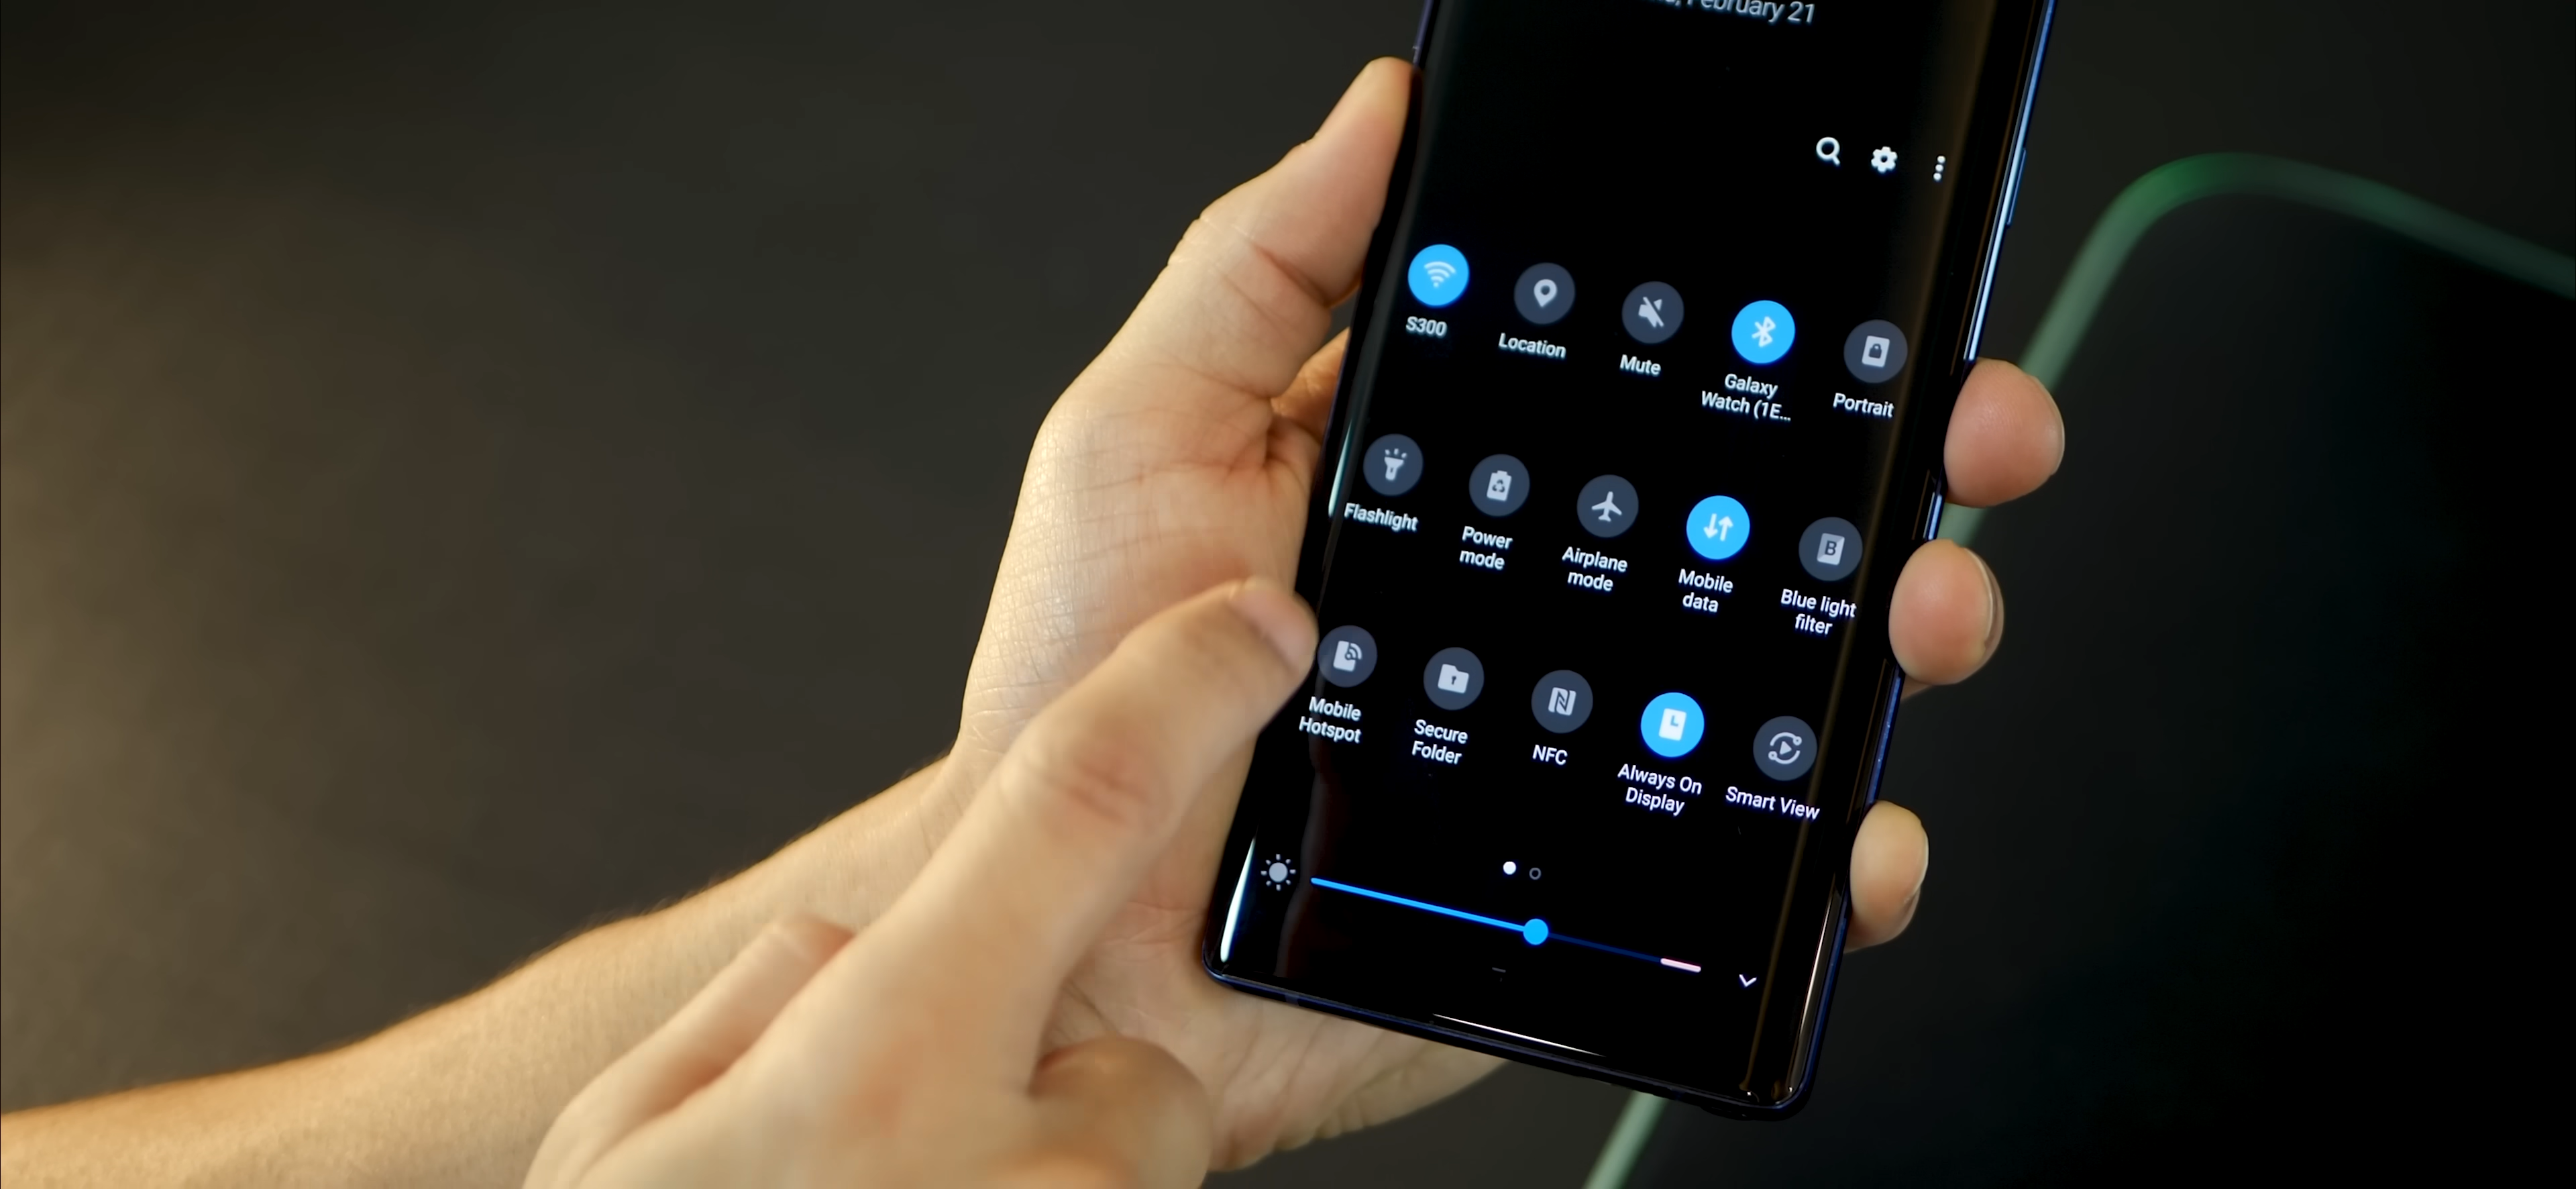 February 21
S300
Location
Mute
Galaxy
Watch (1E...
Portrait
Flashlight
Power
mode
Airplane
mode
Mobile
data
B
Blue light
filter
Mobile
Hotspot
Secure
Folder
NFC
Always On
Display
Smart View